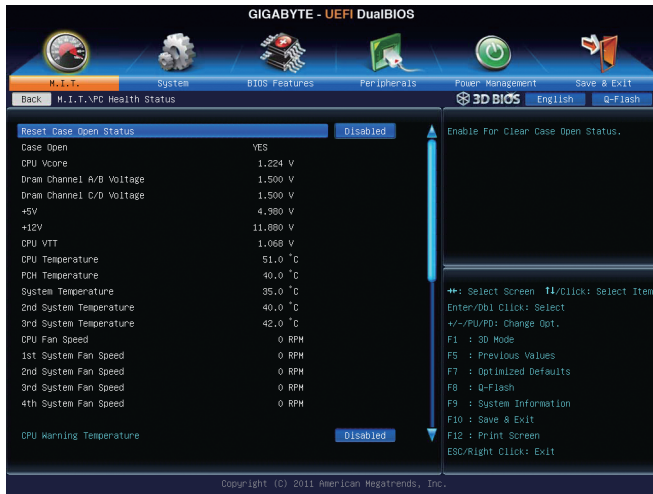 GIGABYTE - UEFI DualBIOS
M.I.T. System BIOS Features Peripherals Power Management Save & Exit
Back M.I.T.\PC Health Status 3D BIOS English Q-Flash
Reset Case Open Status Disabled
Enable For Clear Case Open Status.
Case Open YES
CPU Vcore 1.224 V
Dram Channel A/B Voltage 1.500 V
Dram Channel C/D Voltage 1.500 V
+5V 4.980 V
+12V 11.880 V
CPU VTT 1.068 V
CPU Temperature 51.0 °C
PCH Temperature 40.0 °C
System Temperature 35.0 °C
2nd System Temperature 40.0 °C
3rd System Temperature 42.0 °C
CPU Fan Speed 0 RPM
1st System Fan Speed 0 RPM
2nd System Fan Speed 0 RPM
3rd System Fan Speed 0 RPM
4th System Fan Speed 0 RPM
CPU Warning Temperature Disabled
→←: Select Screen ↑↓/Click: Select Item
Enter/Dbl Click: Select
+/-/PU/PD: Change Opt.
F1 : 3D Mode
F5 : Previous Values
F7 : Optimized Defaults
F8 : Q-Flash
F9 : System Information
F10 : Save & Exit
F12 : Print Screen
ESC/Right Click: Exit
Copyright (C) 2011 American Megatrends, Inc.